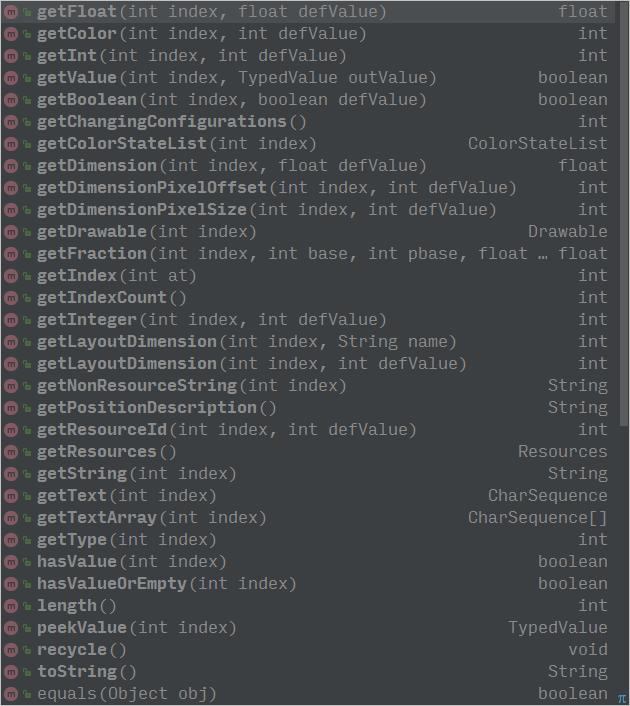 getFloat(int index, float defValue) float
getColor(int index, int defValue) int
getInt(int index, int defValue) int
getValue(int index, TypedValue outValue) boolean
getBoolean(int index, boolean defValue) boolean
getChangingConfigurations() int
getColorStateList(int index) ColorStateList
getDimension(int index, float defValue) float
getDimensionPixelOffset(int index, int defValue) int
getDimensionPixelSize(int index, int defValue) int
getDrawable(int index) Drawable
getFraction(int index, int base, int pbase, float … float
getIndex(int at) int
getIndexCount() int
getInteger(int index, int defValue) int
getLayoutDimension(int index, String name) int
getLayoutDimension(int index, int defValue) int
getNonResourceString(int index) String
getPositionDescription() String
getResourceId(int index, int defValue) int
getResources() Resources
getString(int index) String
getText(int index) CharSequence
getTextArray(int index) CharSequence[]
getType(int index) int
hasValue(int index) boolean
hasValueOrEmpty(int index) boolean
length() int
peekValue(int index) TypedValue
recycle() void
toString() String
equals(Object obj) boolean
π